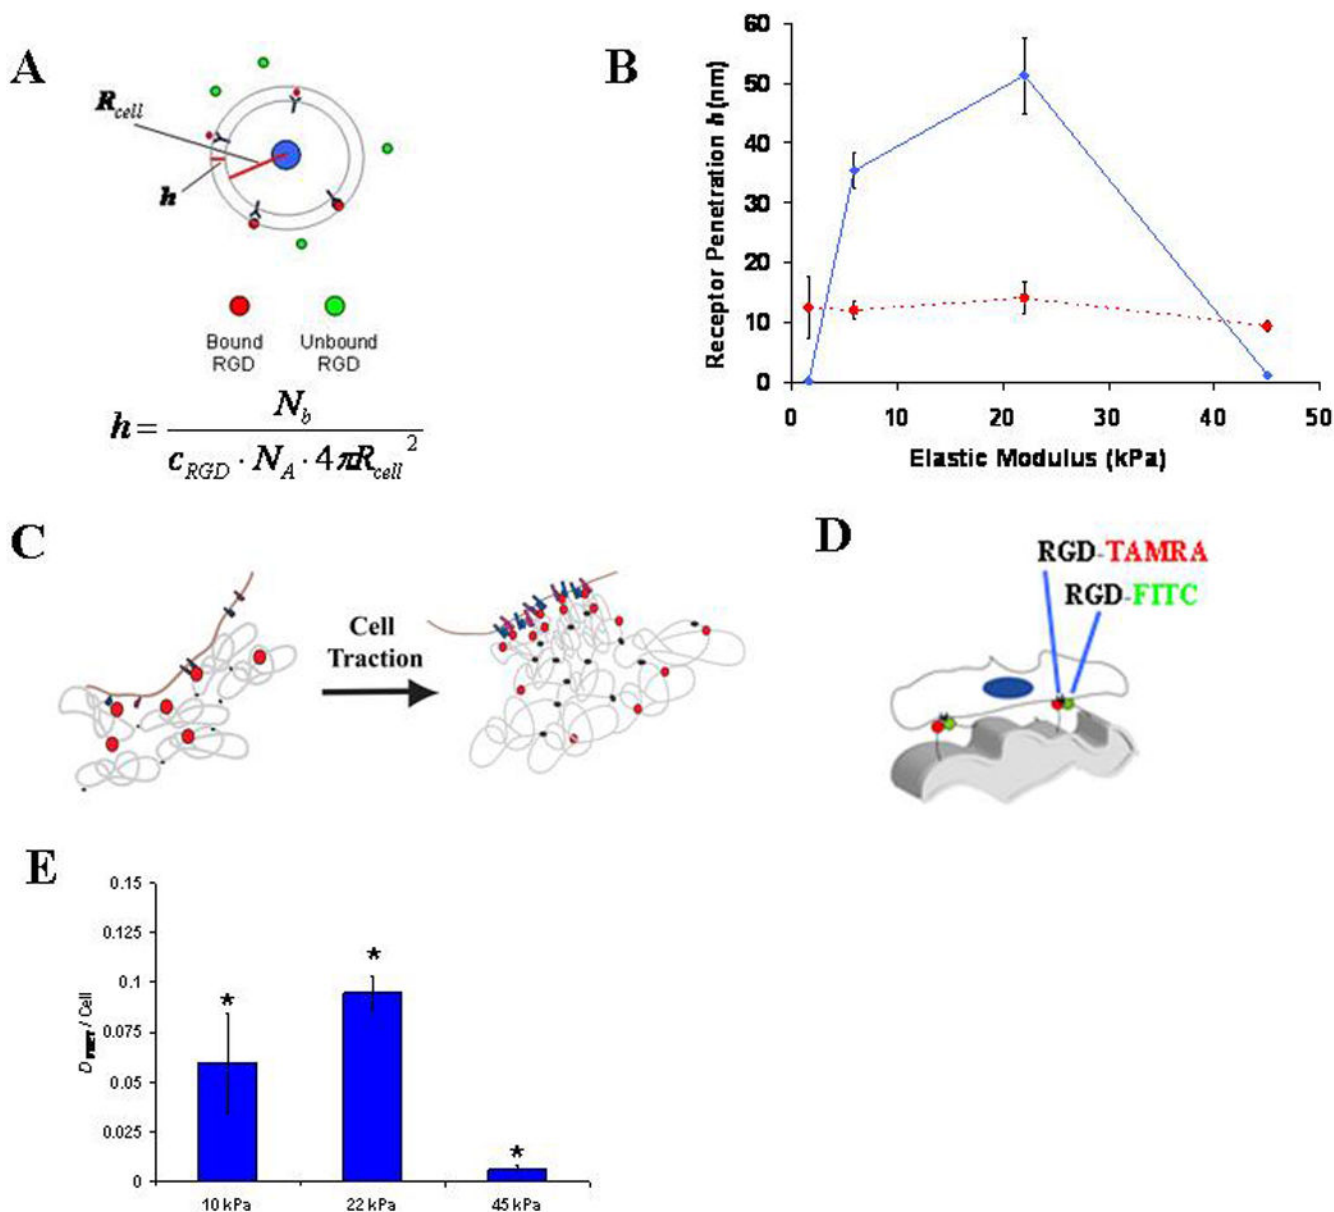 A
R_cell
h
Bound
RGD
Unbound
RGD
h = N_b / (c_RGD · N_A · 4πR_cell^2)
B
60
50
40
30
20
10
0
Receptor Penetration h (nm)
0 10 20 30 40 50
Elastic Modulus (kPa)
C
Cell
Traction
D
RGD-TAMRA
RGD-FITC
E
0.15
0.125
0.1
0.075
0.05
0.025
0
D_FRET / Cell
*
*
*
10 kPa 22 kPa 45 kPa